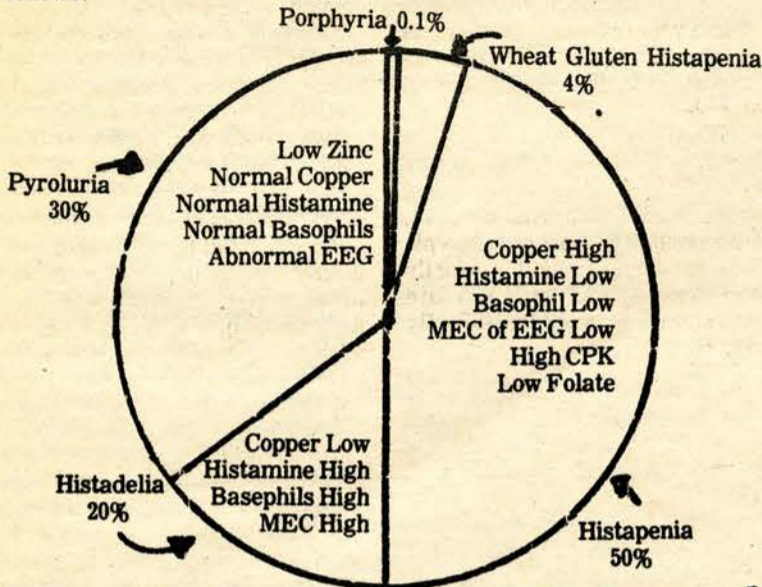 Porphyria 0.1%
Wheat Gluten Histapenia
4%
Pyroluria
30%
Low Zinc
Normal Copper
Normal Histamine
Normal Basophils
Abnormal EEG
Copper High
Histamine Low
Basophil Low
MEC of EEG Low
High CPK
Low Folate
Histadelia
20%
Copper Low
Histamine High
Basephils High
MEC High
Histapenia
50%